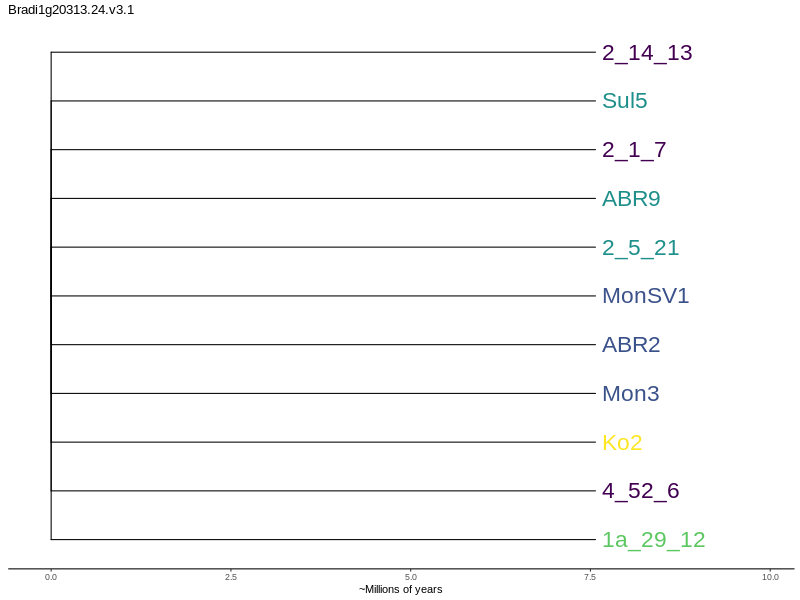 Bradi1g20313.24.v3.1
2_14_13
Sul5
2_1_7
ABR9
2_5_21
MonSV1
ABR2
Mon3
Ko2
4_52_6
1a_29_12
0.0 2.5 5.0 7.5 10.0
~Millions of years